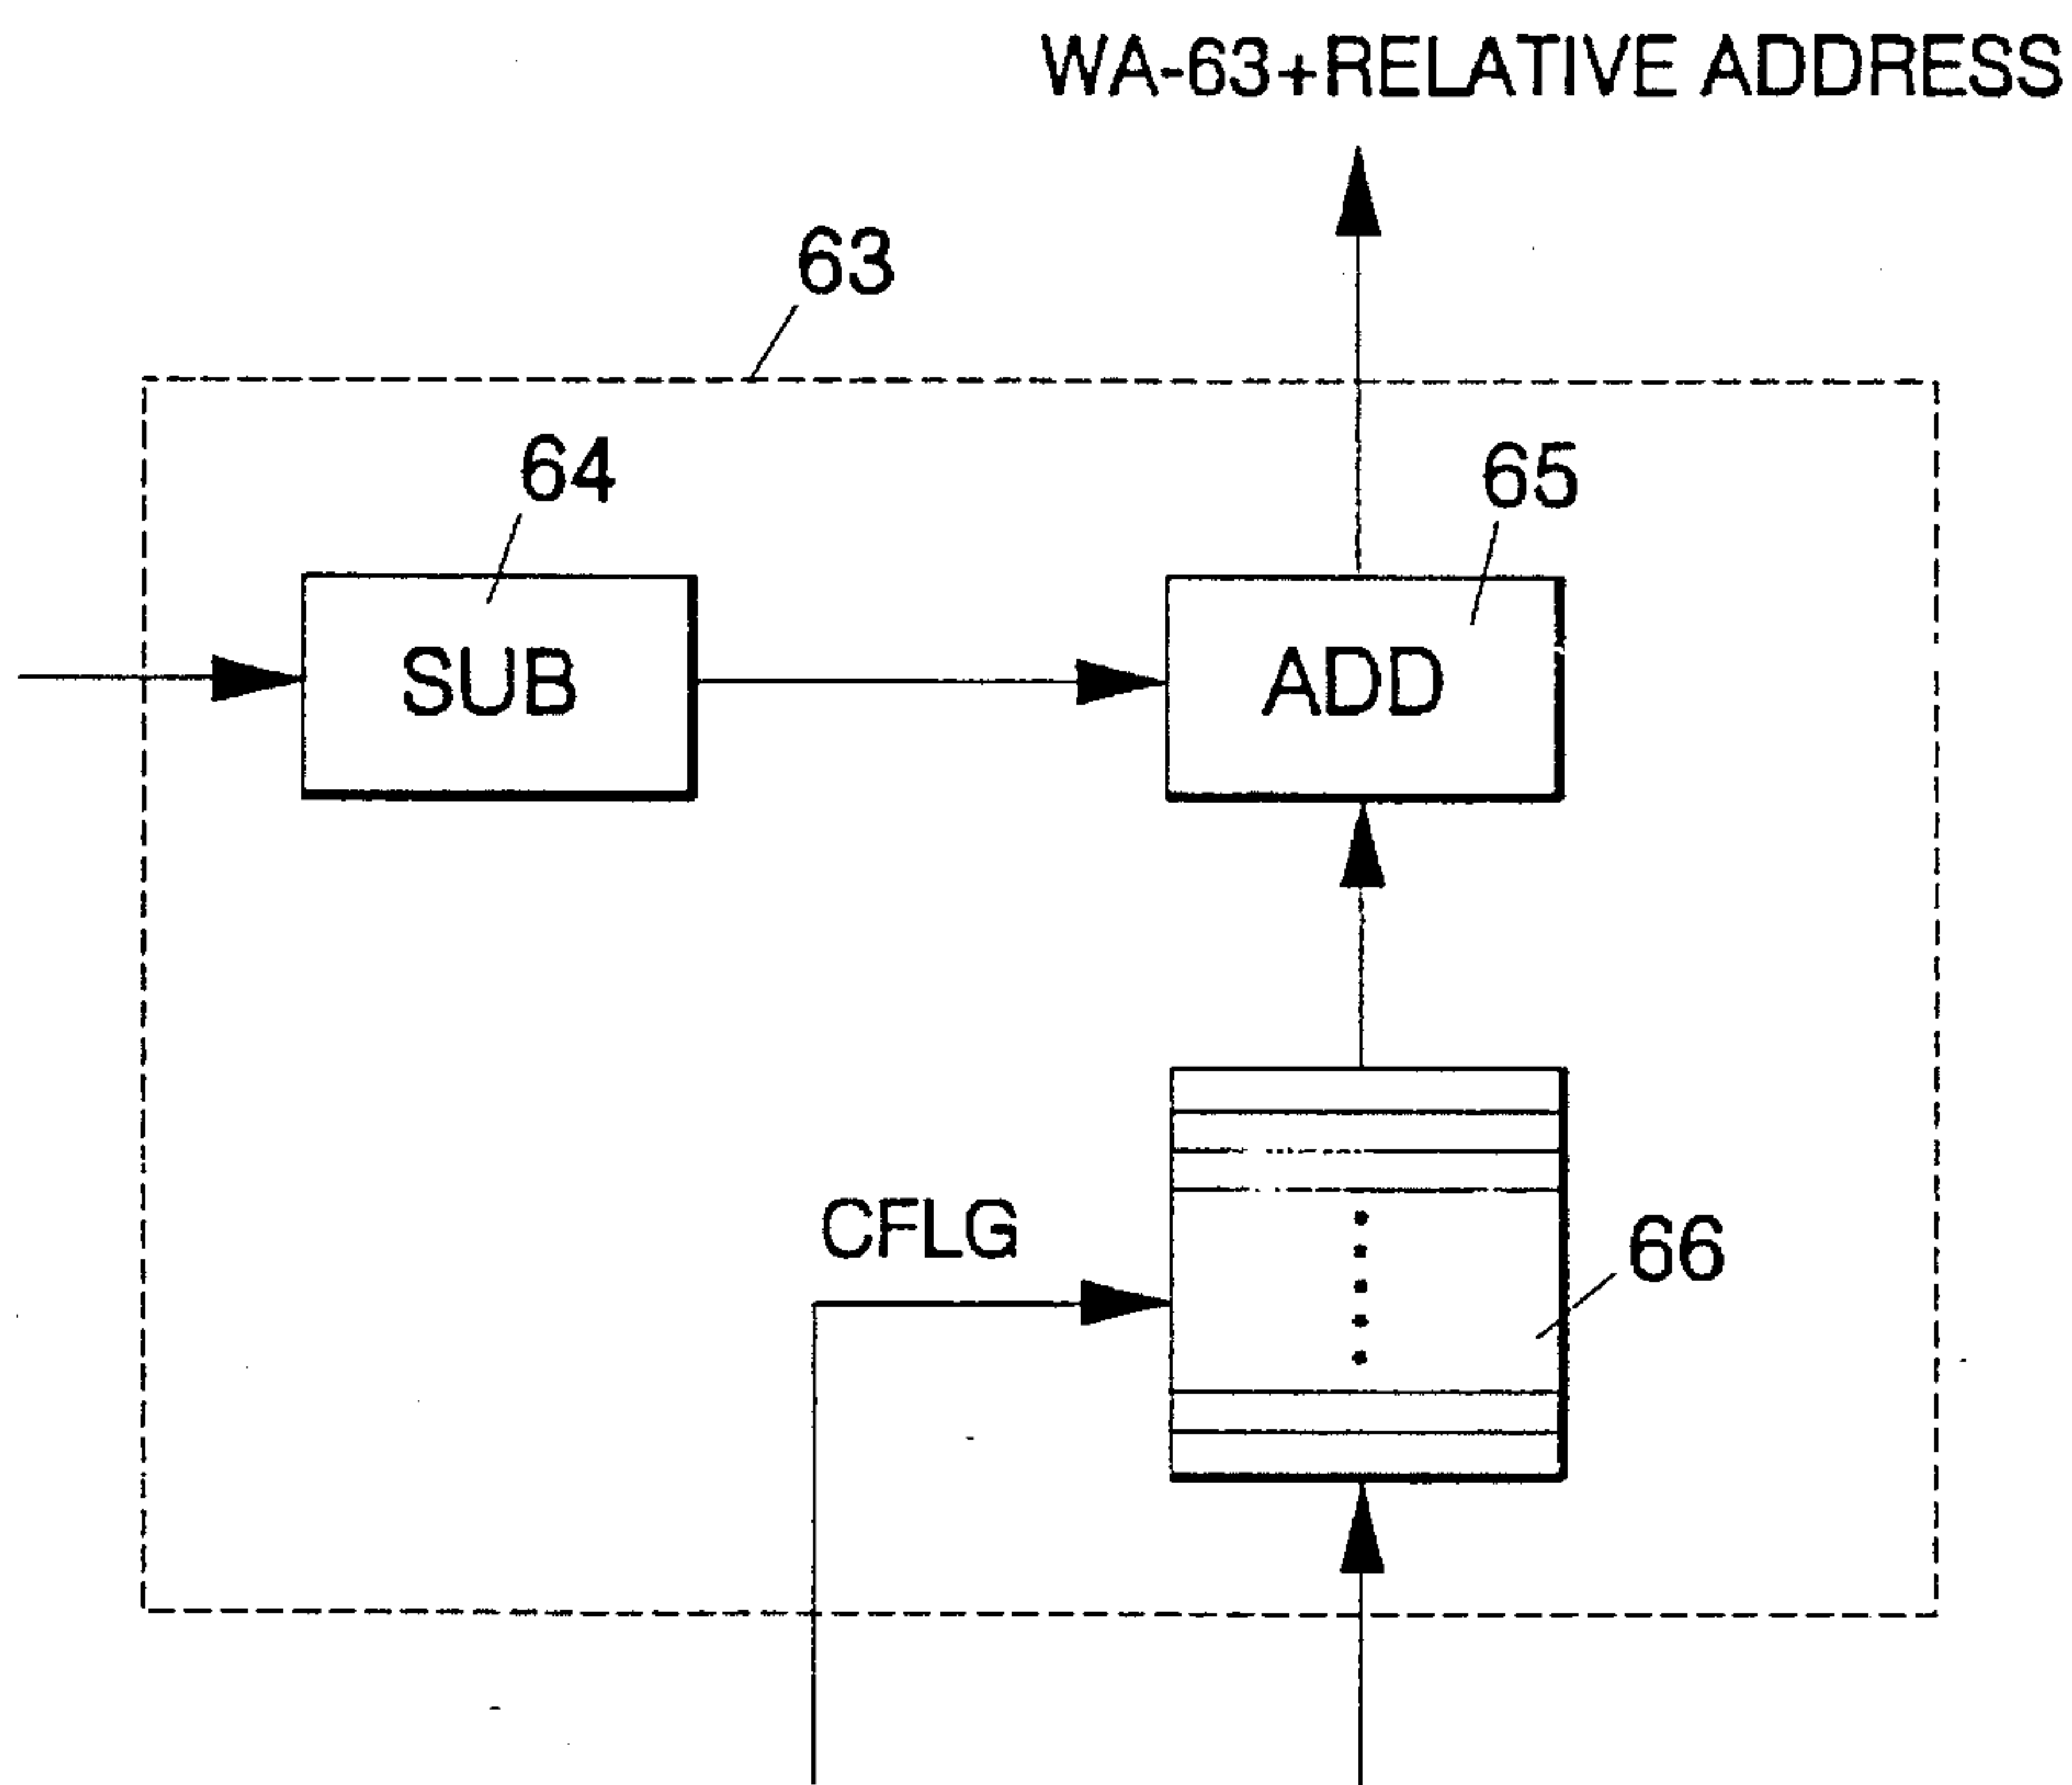 WA-63+RELATIVE ADDRESS
63
64
65
SUB
ADD
CFLG
66